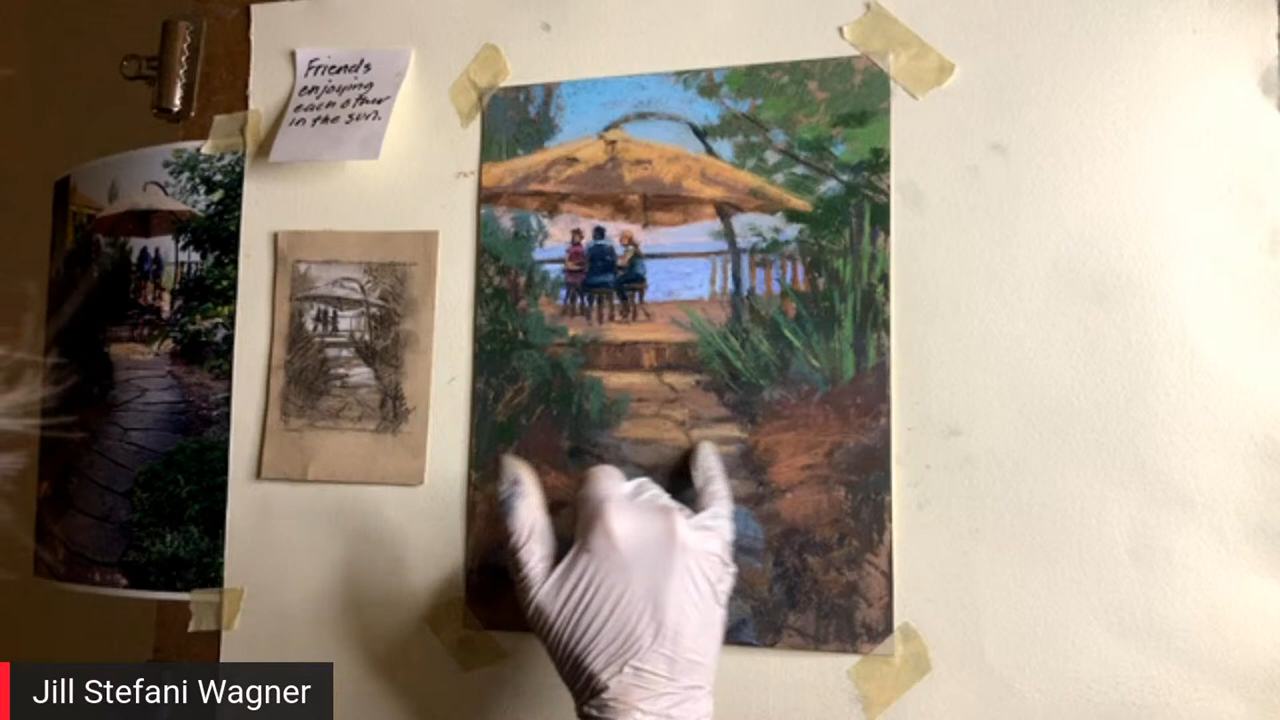 Friends
enjoying
each other
in the sun.
Jill Stefani Wagner